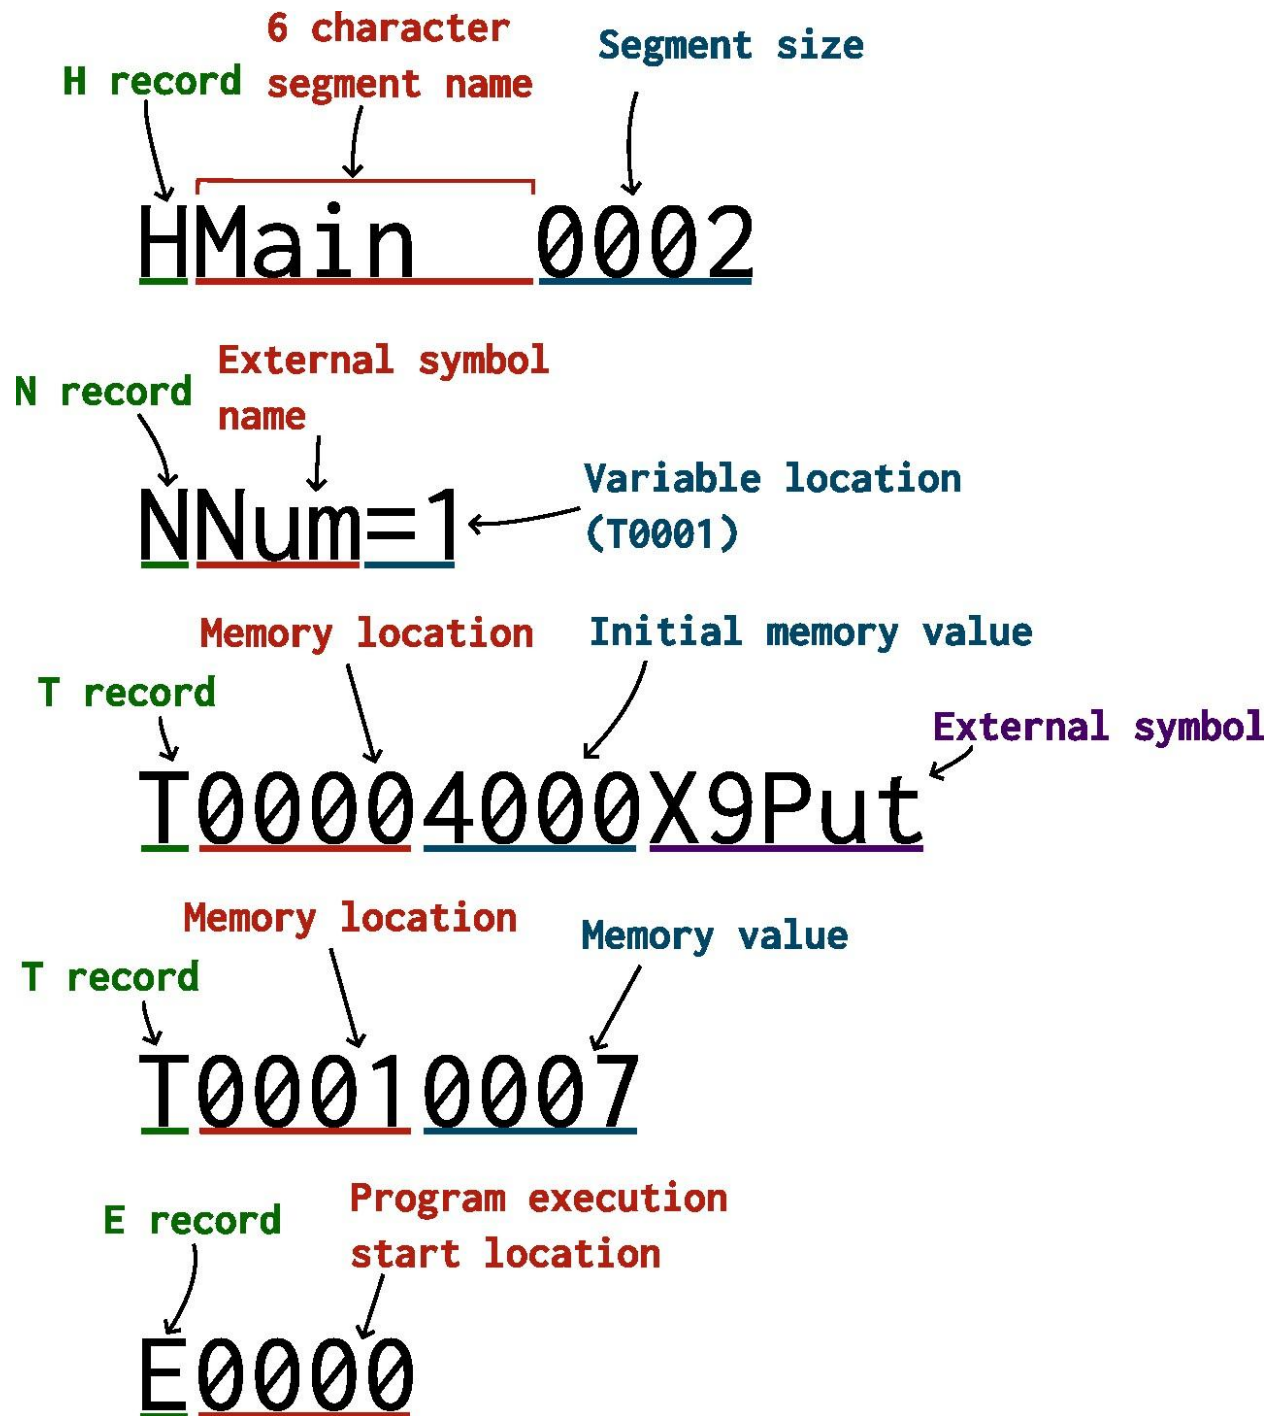 6 character
segment name
Segment size
H record
HMain  0002
External symbol
name
N record
Variable location
(T0001)
NNum=1
Memory location
Initial memory value
T record
External symbol
T00004000X9Put
Memory location
Memory value
T record
T00010007
Program execution
start location
E record
E0000